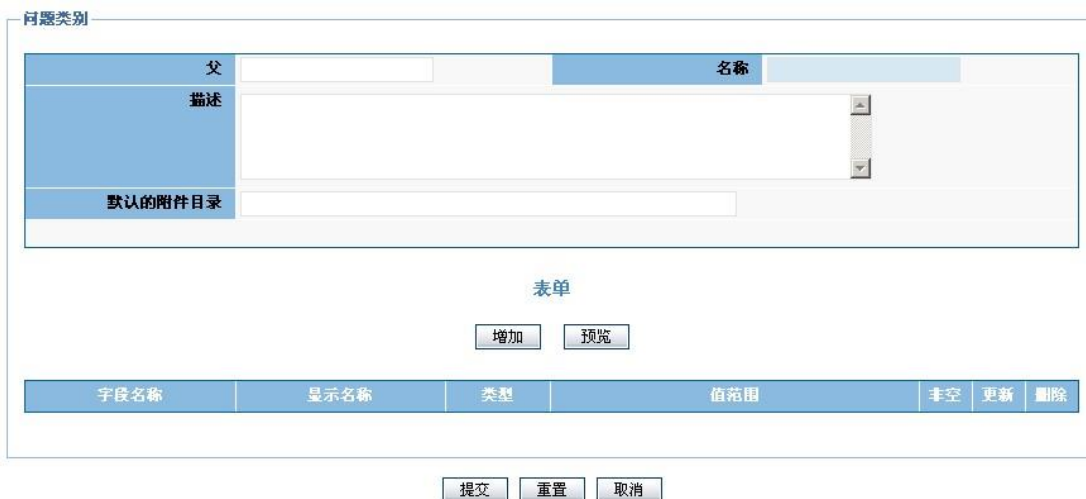 问题类别
父 名称
描述
默认的附件目录
表单
增加 预览
字段名称 显示名称 类型 值范围 非空 更新 删除
提交 重置 取消